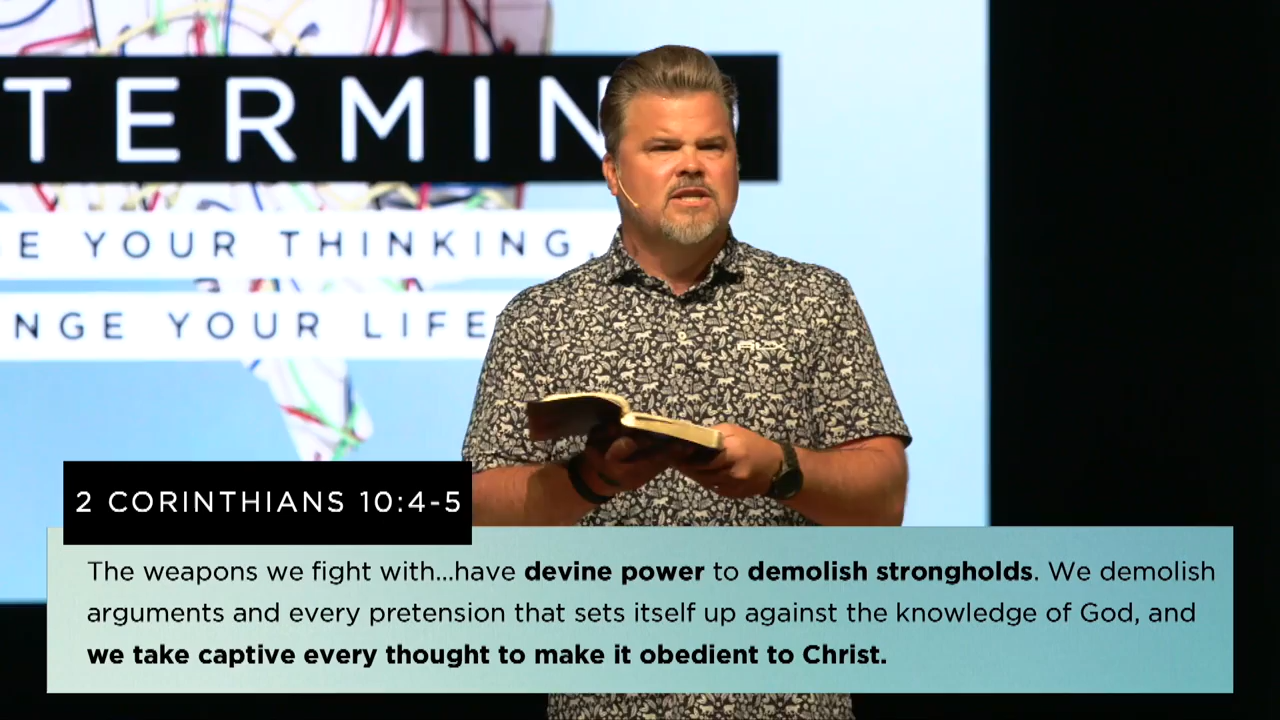 TERMIN
E YOUR THINKING,
NGE YOUR LIFE
2 CORINTHIANS 10:4-5
The weapons we fight with...have devine power to demolish strongholds. We demolish
arguments and every pretension that sets itself up against the knowledge of God, and
we take captive every thought to make it obedient to Christ.